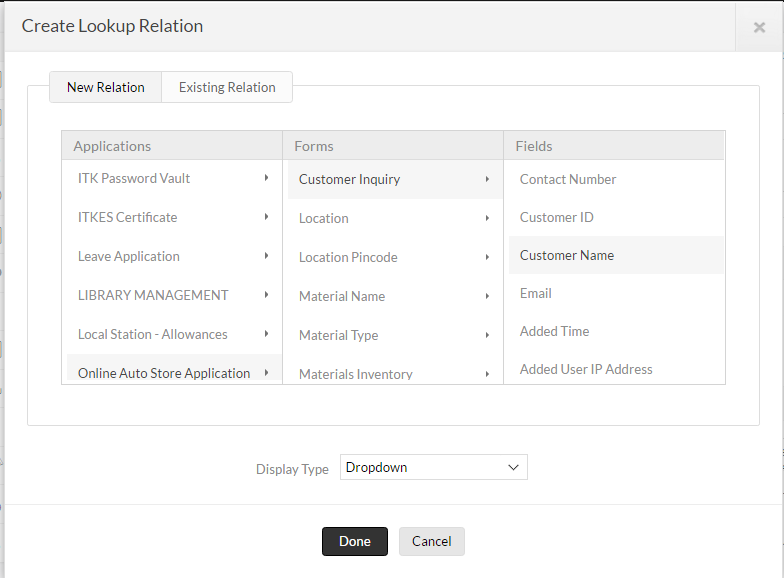 Create Lookup Relation
New Relation
Existing Relation
Applications
ITK Password Vault
ITKES Certificate
Leave Application
LIBRARY MANAGEMENT
Local Station - Allowances
Online Auto Store Application
Forms
Customer Inquiry
Location
Location Pincode
Material Name
Material Type
Materials Inventory
Fields
Contact Number
Customer ID
Customer Name
Email
Added Time
Added User IP Address
Display Type
Dropdown
Done
Cancel